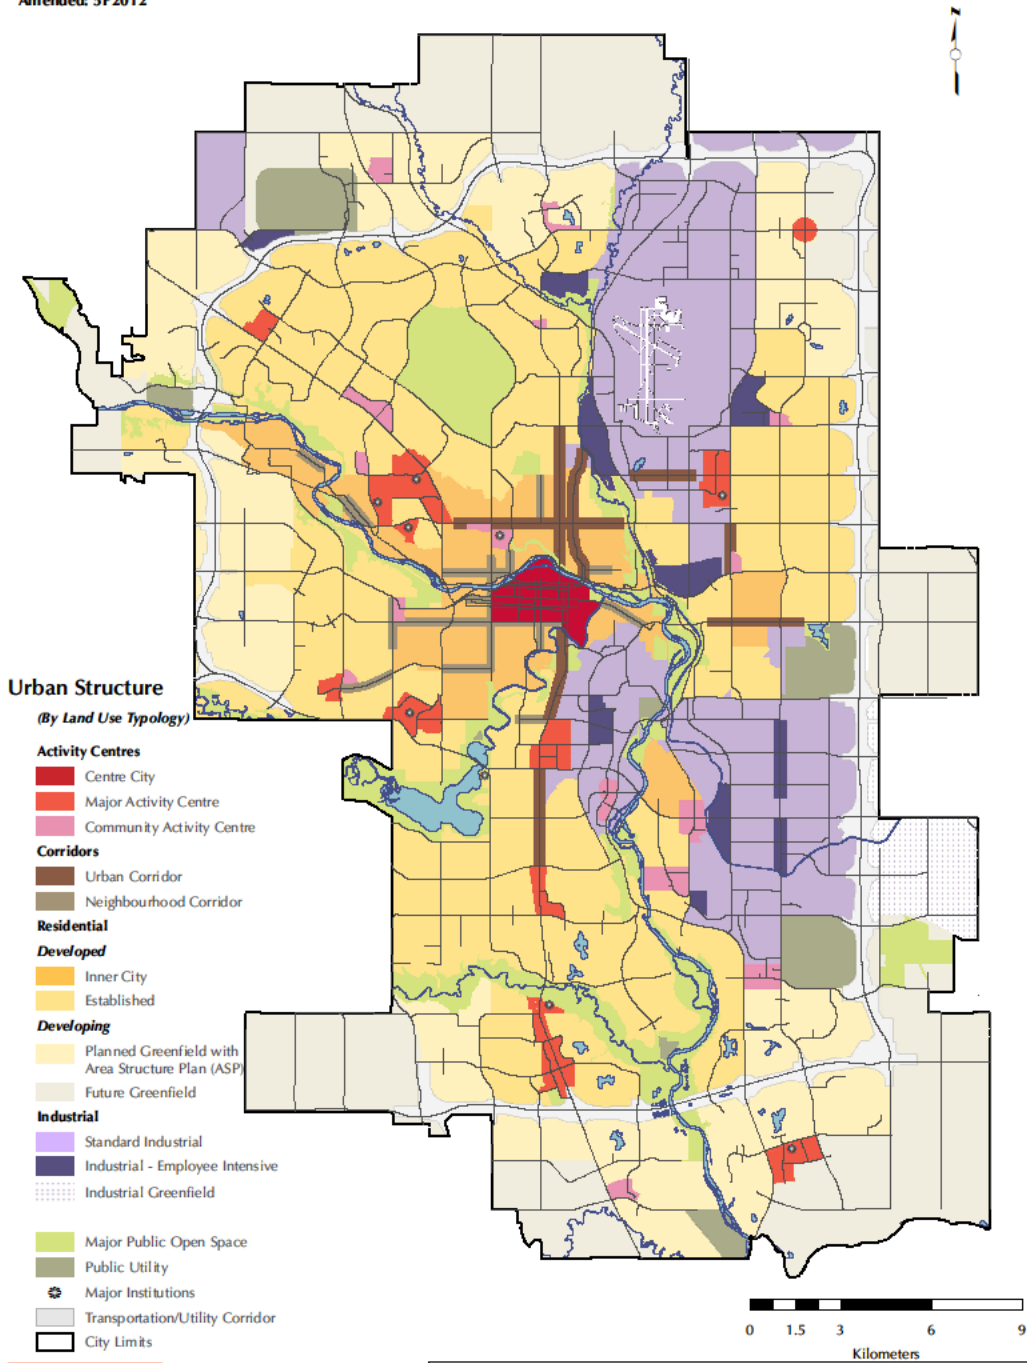 Amended: 5P2012
N
Urban Structure
(By Land Use Typology)
Activity Centres
Centre City
Major Activity Centre
Community Activity Centre
Corridors
Urban Corridor
Neighbourhood Corridor
Residential
Developed
Inner City
Established
Developing
Planned Greenfield with
Area Structure Plan (ASP)
Future Greenfield
Industrial
Standard Industrial
Industrial - Employee Intensive
Industrial Greenfield
Major Public Open Space
Public Utility
Major Institutions
Transportation/Utility Corridor
City Limits
0 1.5 3 6 9
Kilometers